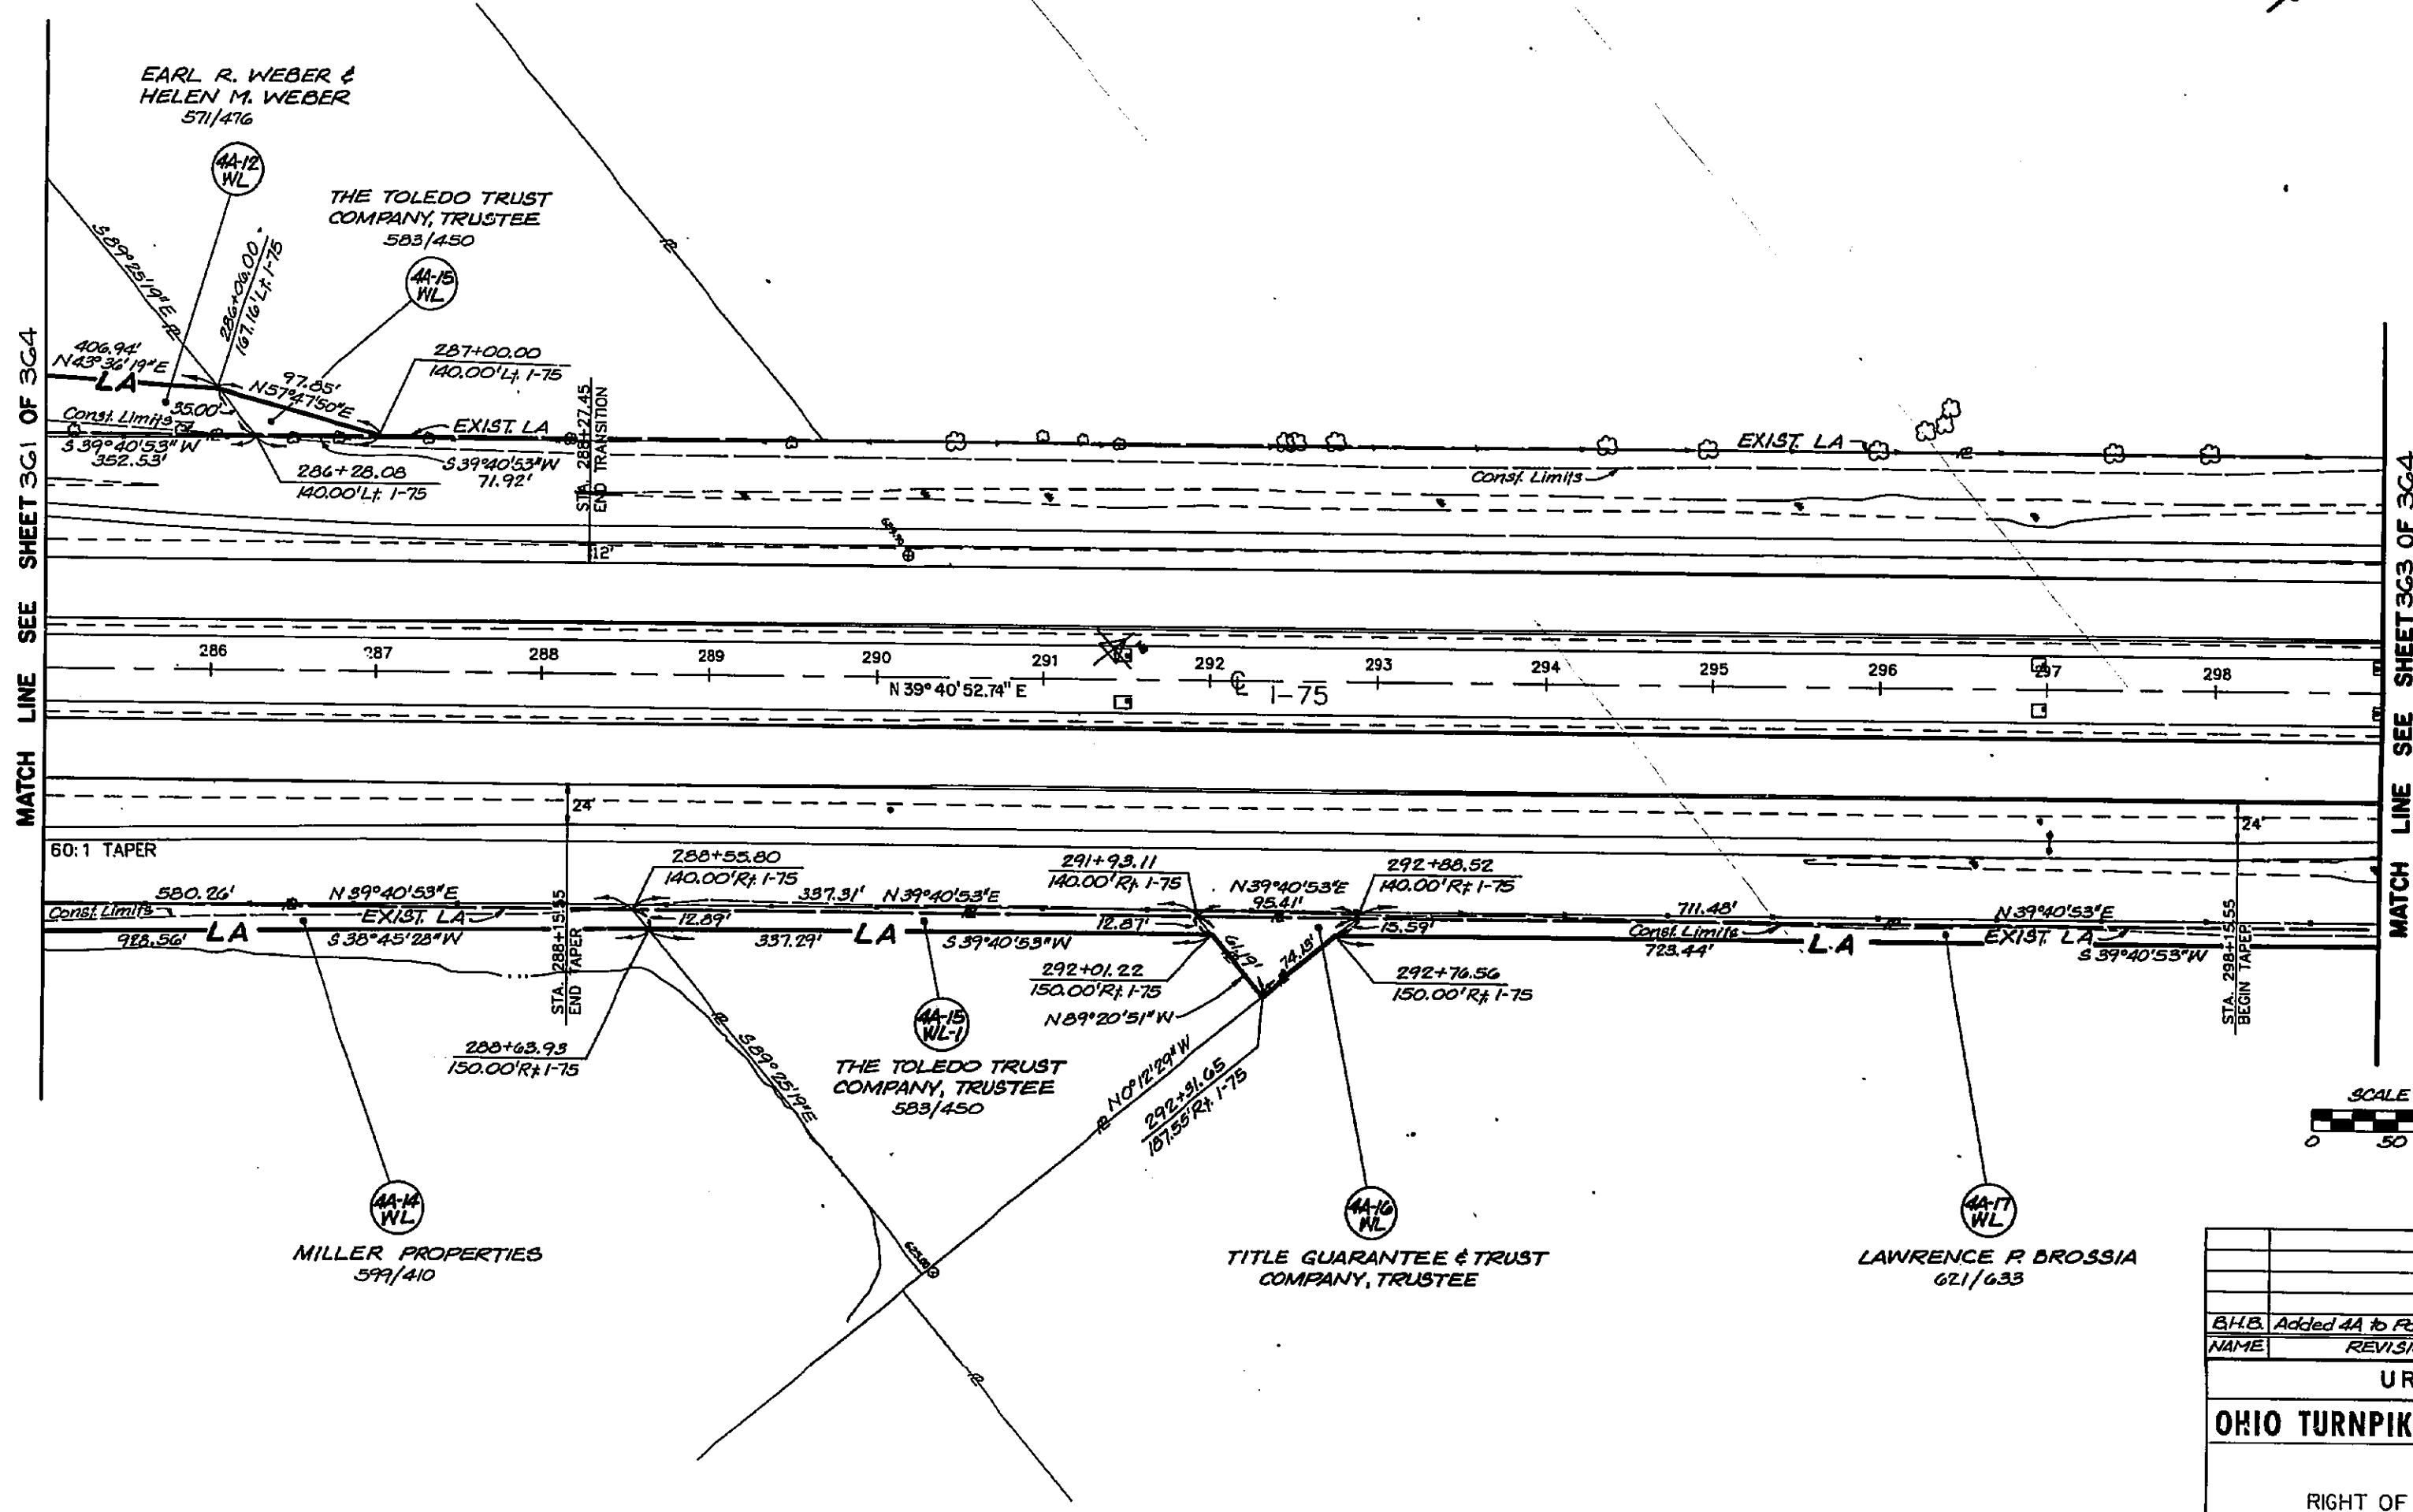 EARL R. WEBER &
HELEN M. WEBER
571/476
4A-12
WL
THE TOLEDO TRUST
COMPANY, TRUSTEE
583/450
4A-15
WL
S 89°25'19"E
286+06.00
167.16' Lt. I-75
406.94'
N 43°36'19"E
LA
97.85'
N 57°47'50"E
287+00.00
140.00' Lt. I-75
35.00'
Const. Limits
S 39°40'53"W
352.53'
EXIST. LA
286+28.08
140.00' Lt. I-75
S 39°40'53"W
71.92'
STA. 288+27.45
END TRANSITION
12'
EXIST. LA
Const. Limits
MATCH LINE SEE SHEET 361 OF 364
MATCH LINE SEE SHEET 363 OF 364
286 287 288 289 290 291 292 293 294 295 296 297 298
N 39° 40' 52.74" E
I-75
24'
24'
60:1 TAPER
580.26'
N 39°40'53"E
Const. Limits
EXIST. LA
928.56'
LA
S 38°45'28"W
STA. 288+15.55
END TAPER
288+55.80
140.00' Rt. I-75
337.31'
N 39°40'53"E
12.89'
337.29'
LA
S 39°40'53"W
291+93.11
140.00' Rt. I-75
12.87'
N 39°40'53"E
95.41'
292+88.52
140.00' Rt. I-75
15.59'
61.19'
74.13'
292+01.22
150.00' Rt. I-75
N 89°20'51"W
292+76.56
150.00' Rt. I-75
711.48'
Const. Limits
723.44'
LA
N 39°40'53"E
EXIST. LA
S 39°40'53"W
STA. 298+15.55
BEGIN TAPER
288+63.93
150.00' Rt. I-75
S 89°25'19"E
4A-15
WL-1
THE TOLEDO TRUST
COMPANY, TRUSTEE
583/450
N 0°12'29"W
292+31.65
187.55' Rt. I-75
SCALE
0 50
4A-14
WL
MILLER PROPERTIES
599/410
4A-16
WL
TITLE GUARANTEE & TRUST
COMPANY, TRUSTEE
4A-17
WL
LAWRENCE P. BROSSIA
621/633
B.H.B. Added 4A to
NAME
OHIO TURNPIK
RIGHT OF